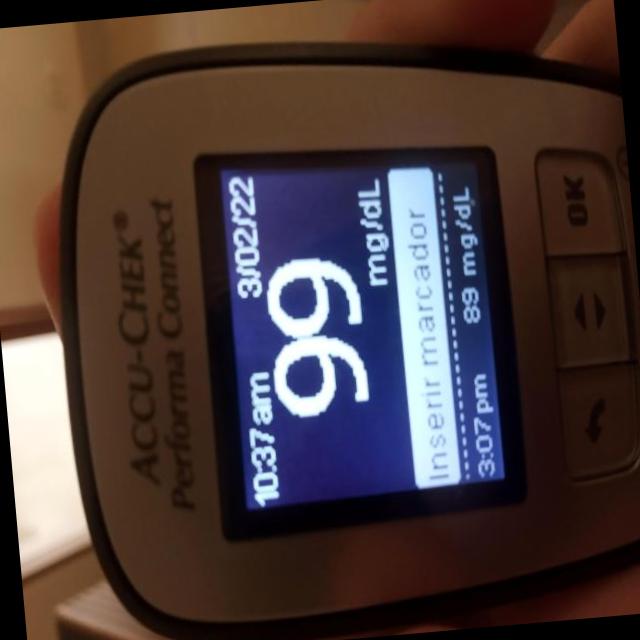 ACCU-CHEK®
Performa Connect
10:37 am 3/02/22
99
mg/dL
Inserir marcador
3:07 pm 89 mg/dL
OK